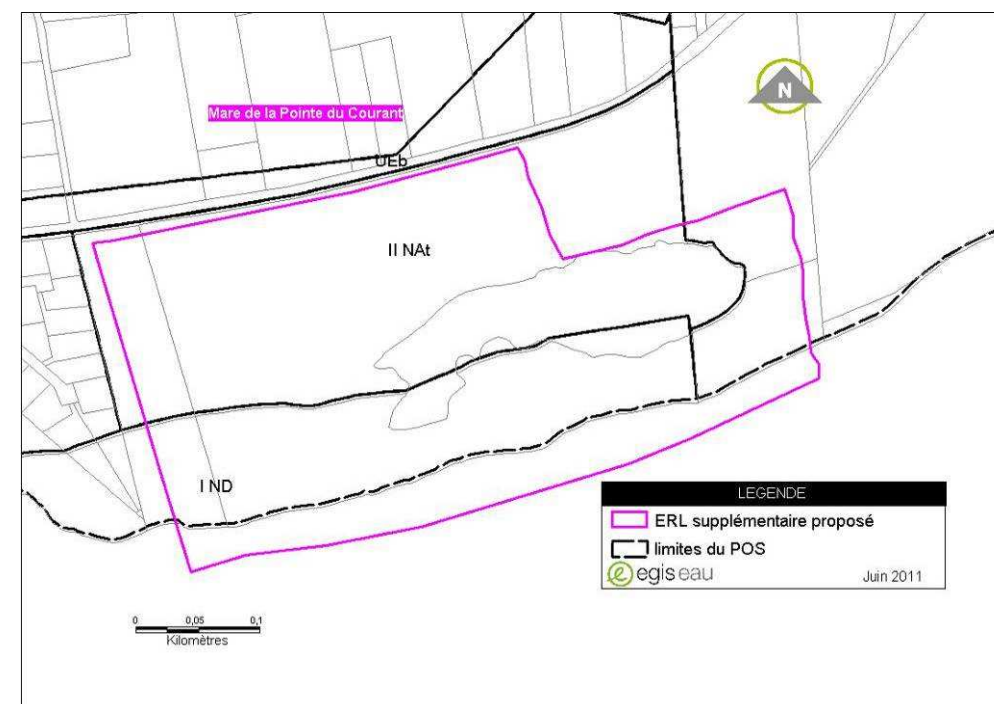 N
Mare de la Pointe du Courant
UEb
II NAt
I ND
LEGENDE
ERL supplémentaire proposé
limites du POS
egis eau
Juin 2011
0 0,05 0,1
Kilomètres